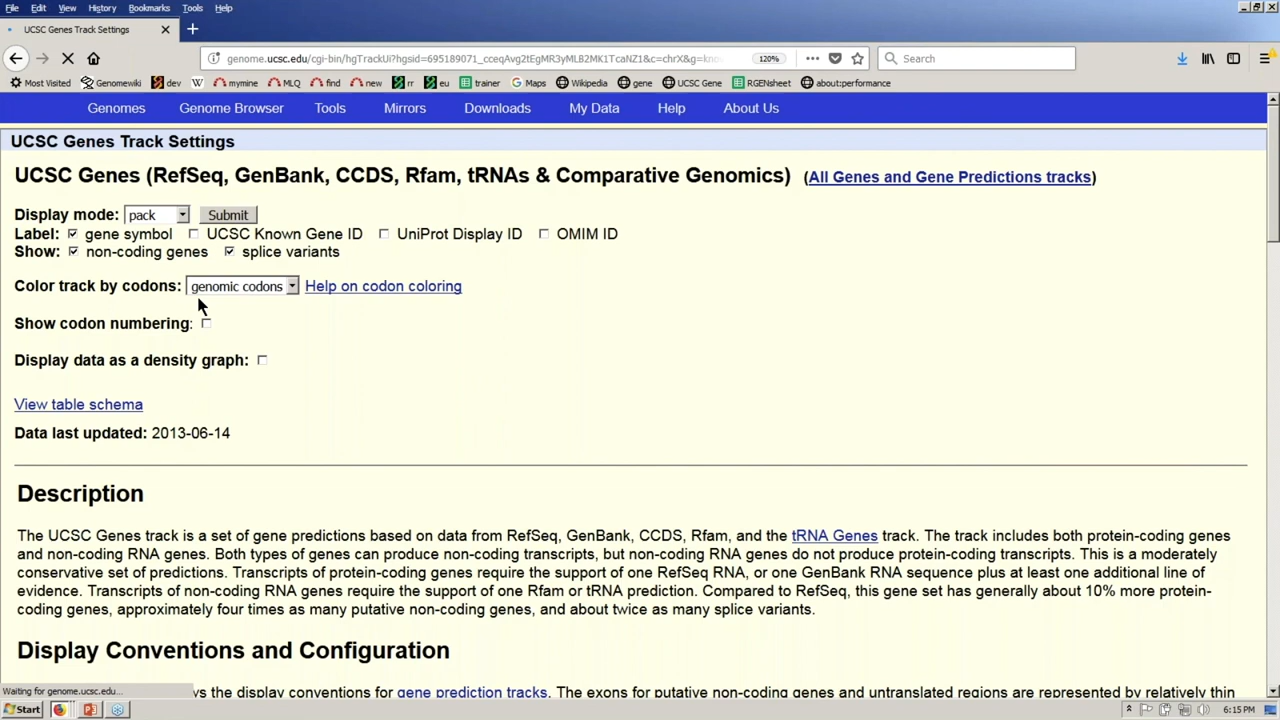 File Edit View History Bookmarks Tools Help
UCSC Genes Track Settings
genome.ucsc.edu/cgi-bin/hgTrackUi?hgsid=695189071_cceqAvg2tEgMR3yMLB2MK1TcaNZ1&c=chrX&g=kno 120% Search
Most Visited Genomewiki dev mymine MLQ find new rr eu trainer Maps Wikipedia gene UCSC Gene RGENsheet about:performance
Genomes Genome Browser Tools Mirrors Downloads My Data Help About Us
UCSC Genes Track Settings
UCSC Genes (RefSeq, GenBank, CCDS, Rfam, tRNAs & Comparative Genomics) (All Genes and Gene Predictions tracks)
Display mode: pack Submit
Label: gene symbol UCSC Known Gene ID UniProt Display ID OMIM ID
Show: non-coding genes splice variants
Color track by codons: genomic codons Help on codon coloring
Show codon numbering:
Display data as a density graph:
View table schema
Data last updated: 2013-06-14
Description
The UCSC Genes track is a set of gene predictions based on data from RefSeq, GenBank, CCDS, Rfam, and the tRNA Genes track. The track includes both protein-coding genes
and non-coding RNA genes. Both types of genes can produce non-coding transcripts, but non-coding RNA genes do not produce protein-coding transcripts. This is a moderately
conservative set of predictions. Transcripts of protein-coding genes require the support of one RefSeq RNA, or one GenBank RNA sequence plus at least one additional line of
evidence. Transcripts of non-coding RNA genes require the support of one Rfam or tRNA prediction. Compared to RefSeq, this gene set has generally about 10% more protein-
coding genes, approximately four times as many putative non-coding genes, and about twice as many splice variants.
Display Conventions and Configuration
ws the display conventions for gene prediction tracks. The exons for putative non-coding genes and untranslated regions are represented by relatively thin
Waiting for genome.ucsc.edu...
Start 6:15 PM